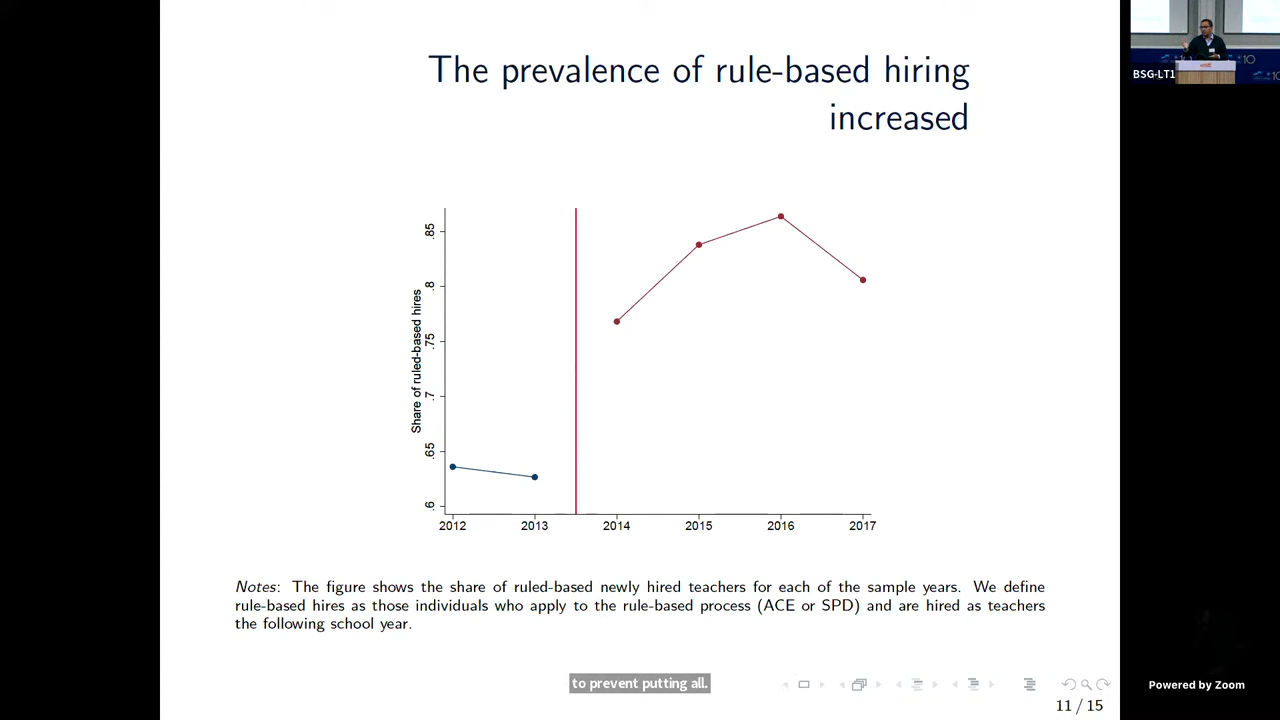 The prevalence of rule-based hiring
increased
BSG-LT1
Share of ruled-based hires
.85
.8
.75
.7
.65
.6
2012 2013 2014 2015 2016 2017
Notes: The figure shows the share of ruled-based newly hired teachers for each of the sample years. We define
rule-based hires as those individuals who apply to the rule-based process (ACE or SPD) and are hired as teachers
the following school year.
to prevent putting all.
11 / 15
Powered by Zoom